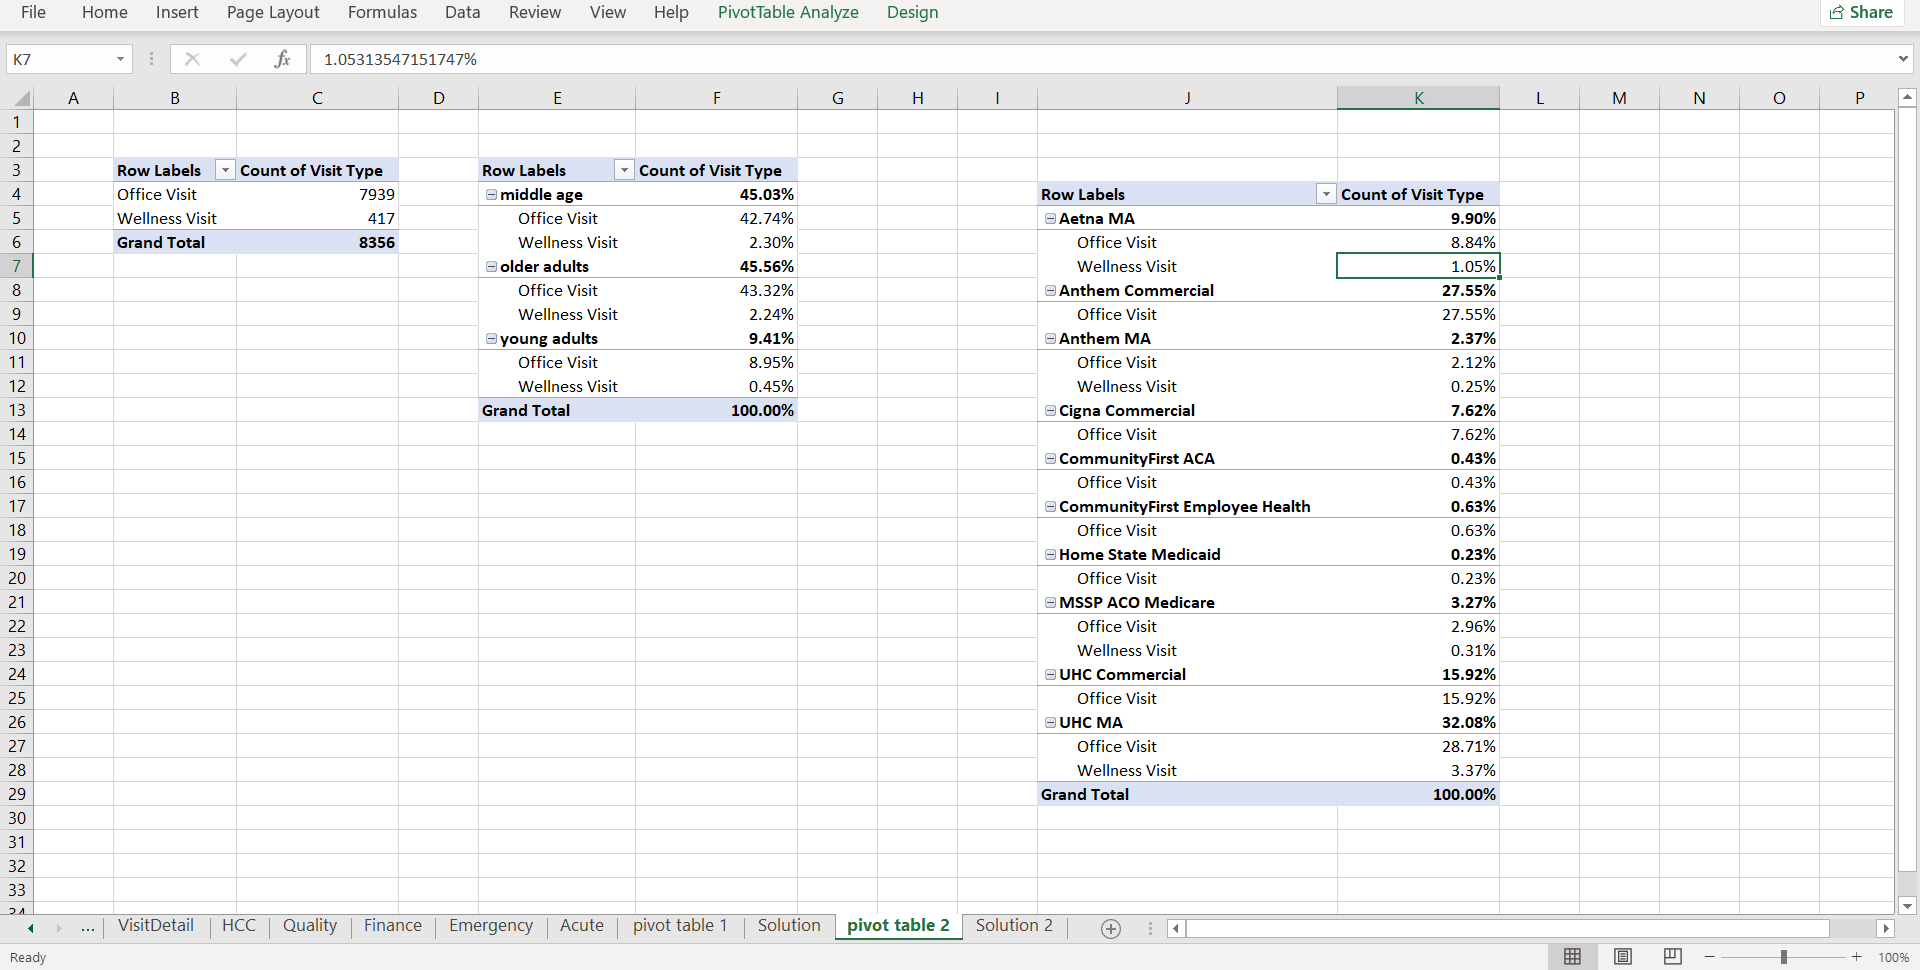 File Home Insert Page Layout Formulas Data Review View Help PivotTable Analyze Design Share
K7 fx 1.05313547151747%
A B C D E F G H I J K L M N O P
1
2
3 Row Labels Count of Visit Type Row Labels Count of Visit Type
4 Office Visit 7939 middle age 45.03% Row Labels Count of Visit Type
5 Wellness Visit 417 Office Visit 42.74% Aetna MA 9.90%
6 Grand Total 8356 Wellness Visit 2.30% Office Visit 8.84%
7 older adults 45.56% Wellness Visit 1.05%
8 Office Visit 43.32% Anthem Commercial 27.55%
9 Wellness Visit 2.24% Office Visit 27.55%
10 young adults 9.41% Anthem MA 2.37%
11 Office Visit 8.95% Office Visit 2.12%
12 Wellness Visit 0.45% Wellness Visit 0.25%
13 Grand Total 100.00% Cigna Commercial 7.62%
14 Office Visit 7.62%
15 CommunityFirst ACA 0.43%
16 Office Visit 0.43%
17 CommunityFirst Employee Health 0.63%
18 Office Visit 0.63%
19 Home State Medicaid 0.23%
20 Office Visit 0.23%
21 MSSP ACO Medicare 3.27%
22 Office Visit 2.96%
23 Wellness Visit 0.31%
24 UHC Commercial 15.92%
25 Office Visit 15.92%
26 UHC MA 32.08%
27 Office Visit 28.71%
28 Wellness Visit 3.37%
29 Grand Total 100.00%
30
31
32
33
34
... VisitDetail HCC Quality Finance Emergency Acute pivot table 1 Solution pivot table 2 Solution 2
Ready 100%